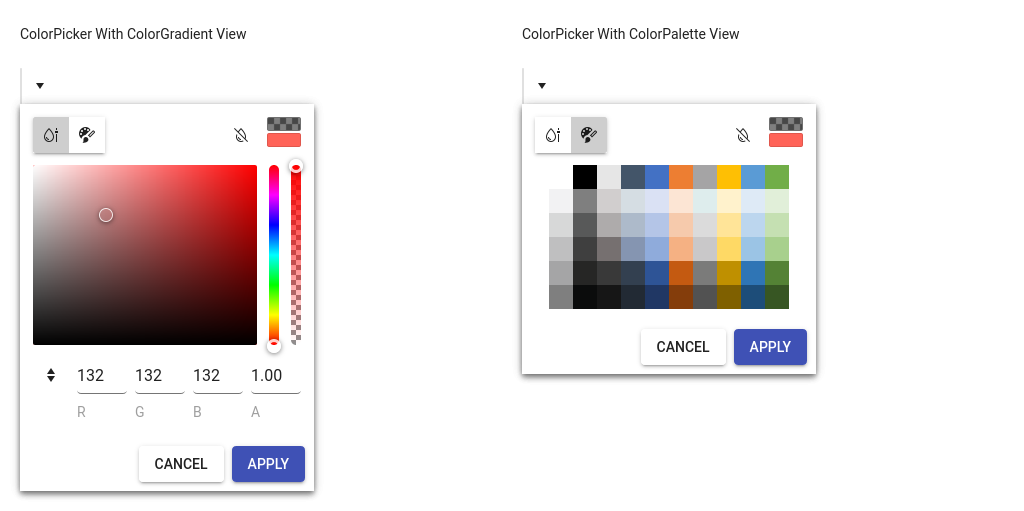 ColorPicker With ColorGradient View
132 132 132 1.00
R G B A
CANCEL APPLY
ColorPicker With ColorPalette View
CANCEL APPLY